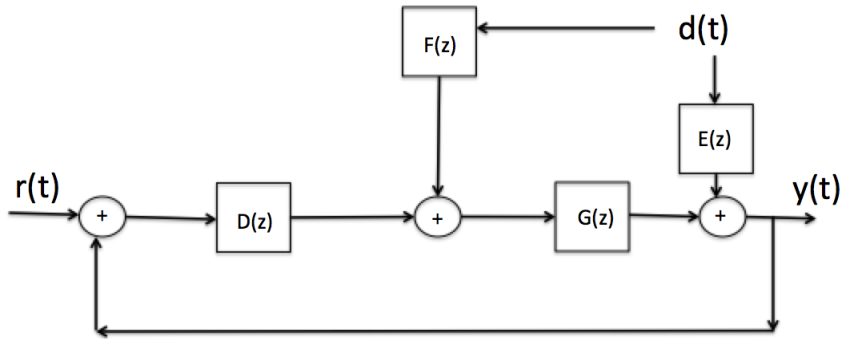 d(t)
F(z)
E(z)
r(t)
y(t)
+
D(z)
+
G(z)
+